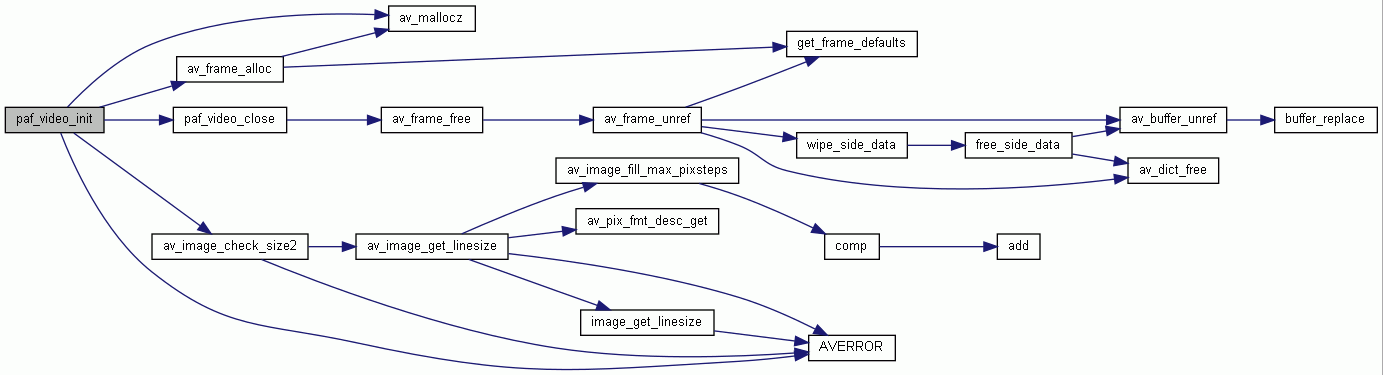 av_mallocz
get_frame_defaults
av_frame_alloc
paf_video_init
paf_video_close
av_frame_free
av_frame_unref
av_buffer_unref
buffer_replace
wipe_side_data
free_side_data
av_image_fill_max_pixsteps
av_dict_free
av_pix_fmt_desc_get
av_image_check_size2
av_image_get_linesize
comp
add
image_get_linesize
AVERROR